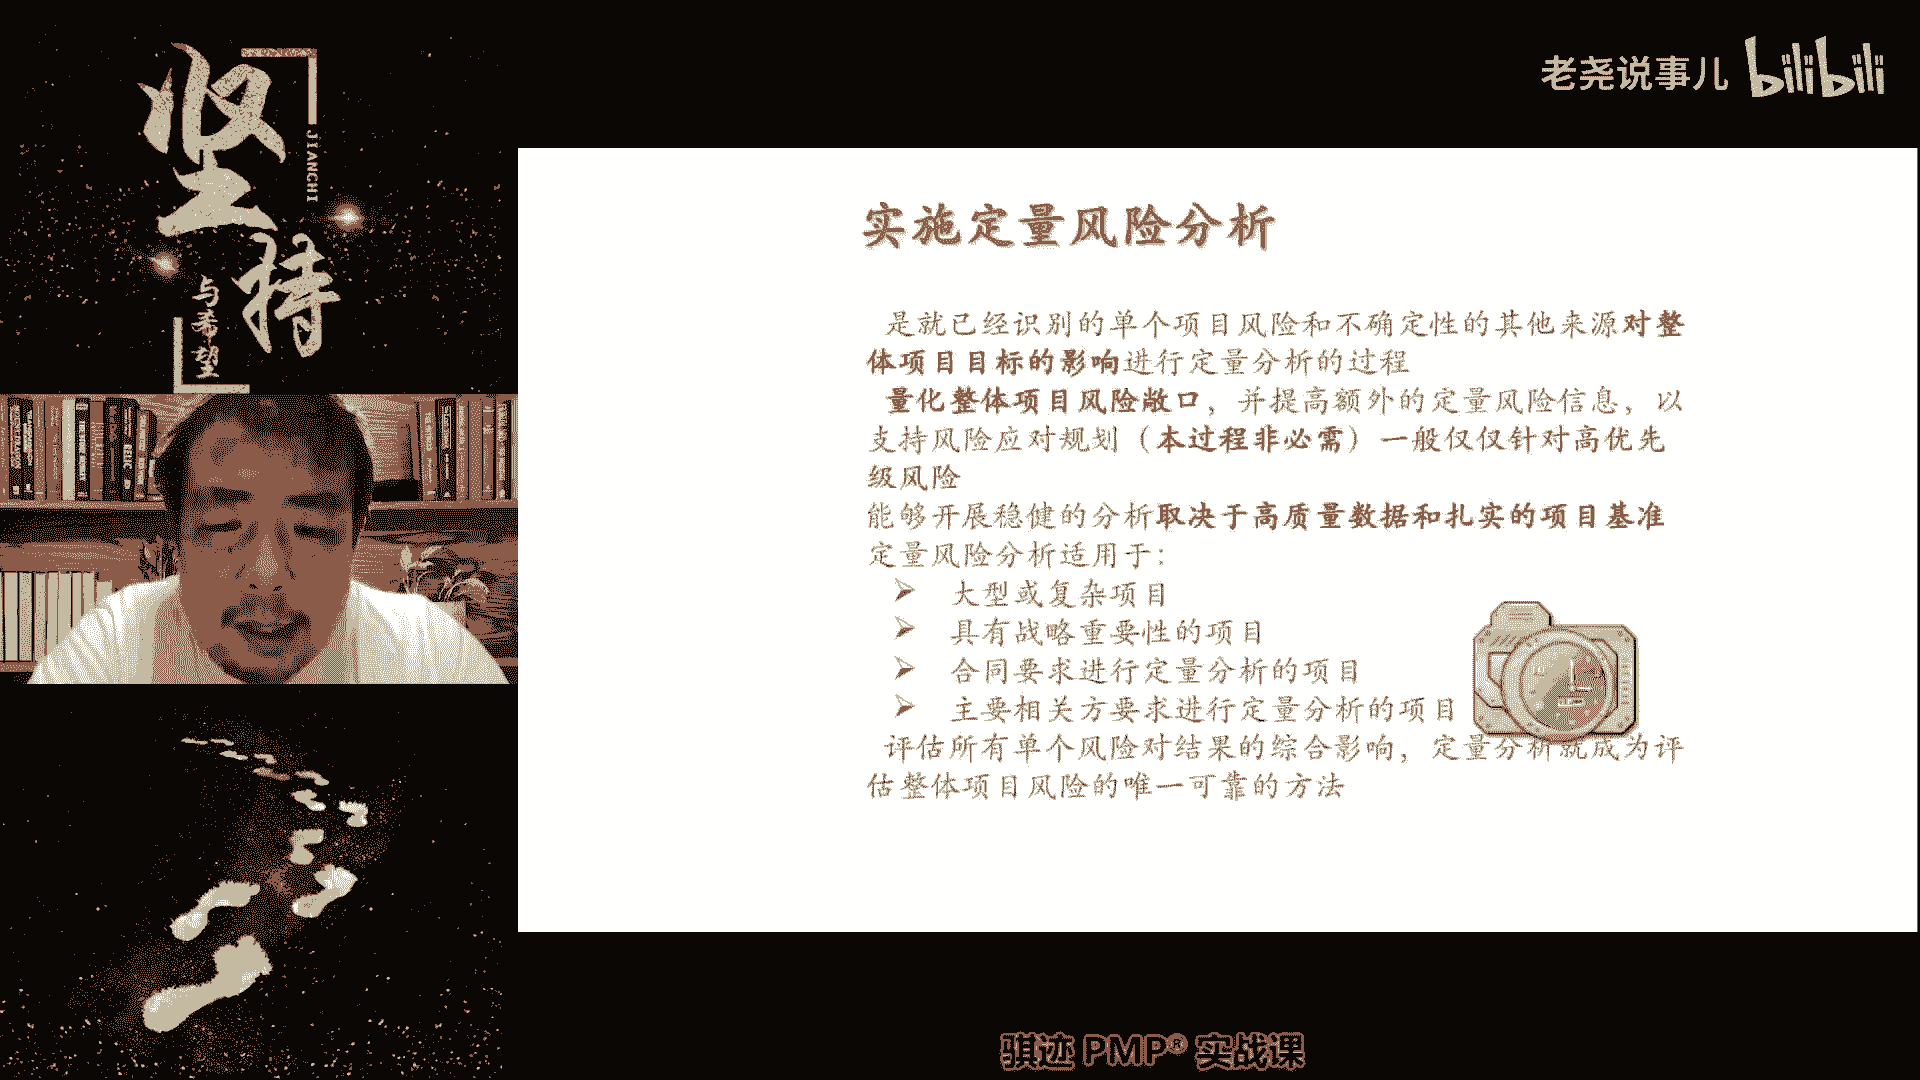 坚持
JIANCHI
与希望
老尧说事儿 bilibili
实施定量风险分析
是就已经识别的单个项目风险和不确定性的其他来源对整
体项目目标的影响进行定量分析的过程
量化整体项目风险敞口，并提高额外的定量风险信息，以
支持风险应对规划（本过程非必需）一般仅仅针对高优先
级风险
能够开展稳健的分析取决于高质量数据和扎实的项目基准
定量风险分析适用于：
大型或复杂项目
具有战略重要性的项目
合同要求进行定量分析的项目
主要相关方要求进行定量分析的项目
评估所有单个风险对结果的综合影响，定量分析就成为评
估整体项目风险的唯一可靠的方法
骐迹 PMP® 实战课